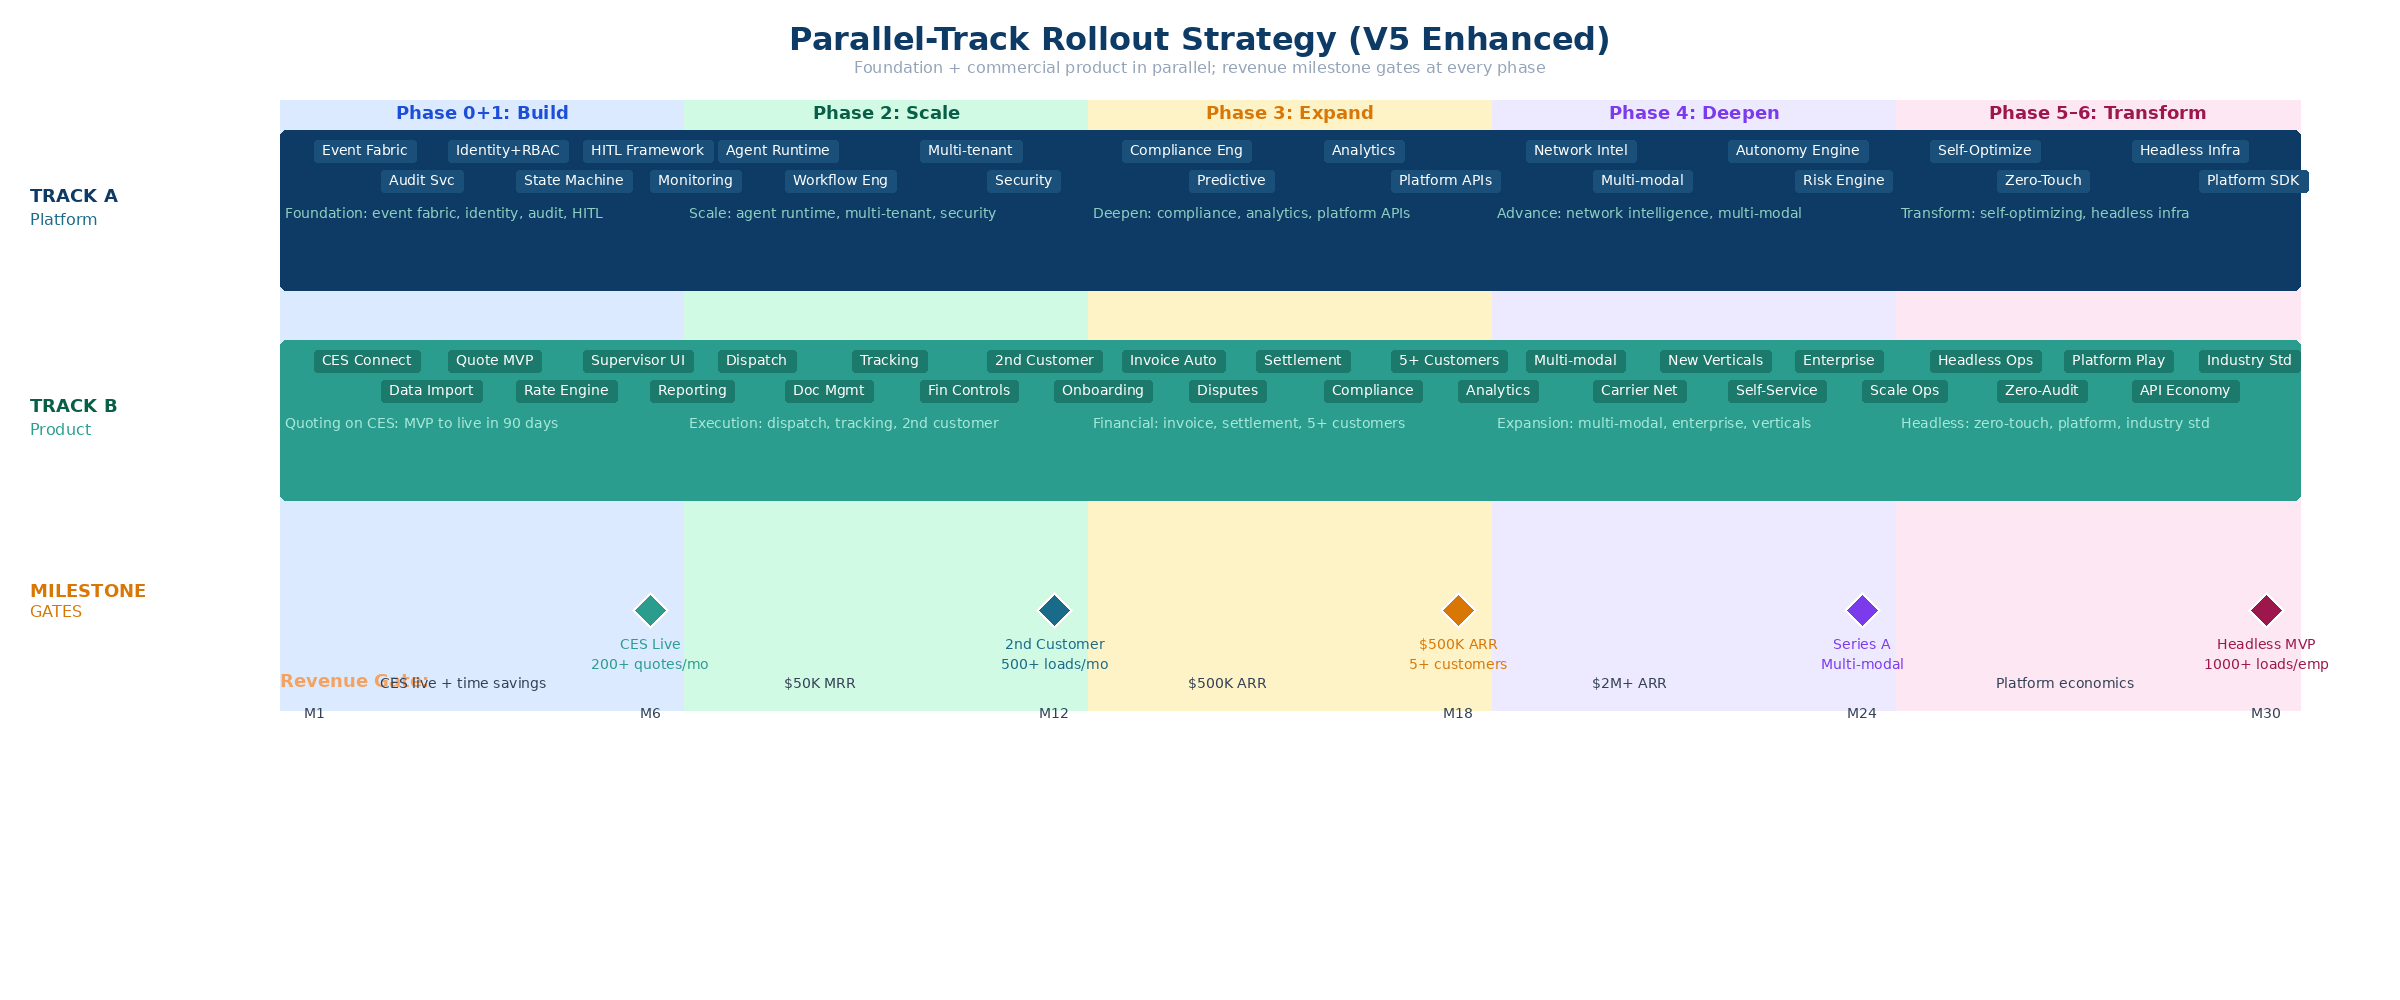 Parallel-Track Rollout Strategy (V5 Enhanced)
Foundation + commercial product in parallel; revenue milestone gates at every phase
Phase 0+1: Build
Phase 2: Scale
Phase 3: Expand
Phase 4: Deepen
Phase 5–6: Transform
TRACK A
Platform
Event Fabric
Identity+RBAC
HITL Framework
Agent Runtime
Multi-tenant
Compliance Eng
Analytics
Network Intel
Autonomy Engine
Self-Optimize
Headless Infra
Audit Svc
State Machine
Monitoring
Workflow Eng
Security
Predictive
Platform APIs
Multi-modal
Risk Engine
Zero-Touch
Platform SDK
Foundation: event fabric, identity, audit, HITL
Scale: agent runtime, multi-tenant, security
Deepen: compliance, analytics, platform APIs
Advance: network intelligence, multi-modal
Transform: self-optimizing, headless infra
TRACK B
Product
CES Connect
Quote MVP
Supervisor UI
Dispatch
Tracking
2nd Customer
Invoice Auto
Settlement
5+ Customers
Multi-modal
New Verticals
Enterprise
Headless Ops
Platform Play
Industry Std
Data Import
Rate Engine
Reporting
Doc Mgmt
Fin Controls
Onboarding
Disputes
Compliance
Analytics
Carrier Net
Self-Service
Scale Ops
Zero-Audit
API Economy
Quoting on CES: MVP to live in 90 days
Execution: dispatch, tracking, 2nd customer
Financial: invoice, settlement, 5+ customers
Expansion: multi-modal, enterprise, verticals
Headless: zero-touch, platform, industry std
MILESTONE
GATES
CES Live
200+ quotes/mo
2nd Customer
500+ loads/mo
$500K ARR
5+ customers
Series A
Multi-modal
Headless MVP
1000+ loads/emp
Revenue Gate:
CES live + time savings
$50K MRR
$500K ARR
$2M+ ARR
Platform economics
M1
M6
M12
M18
M24
M30